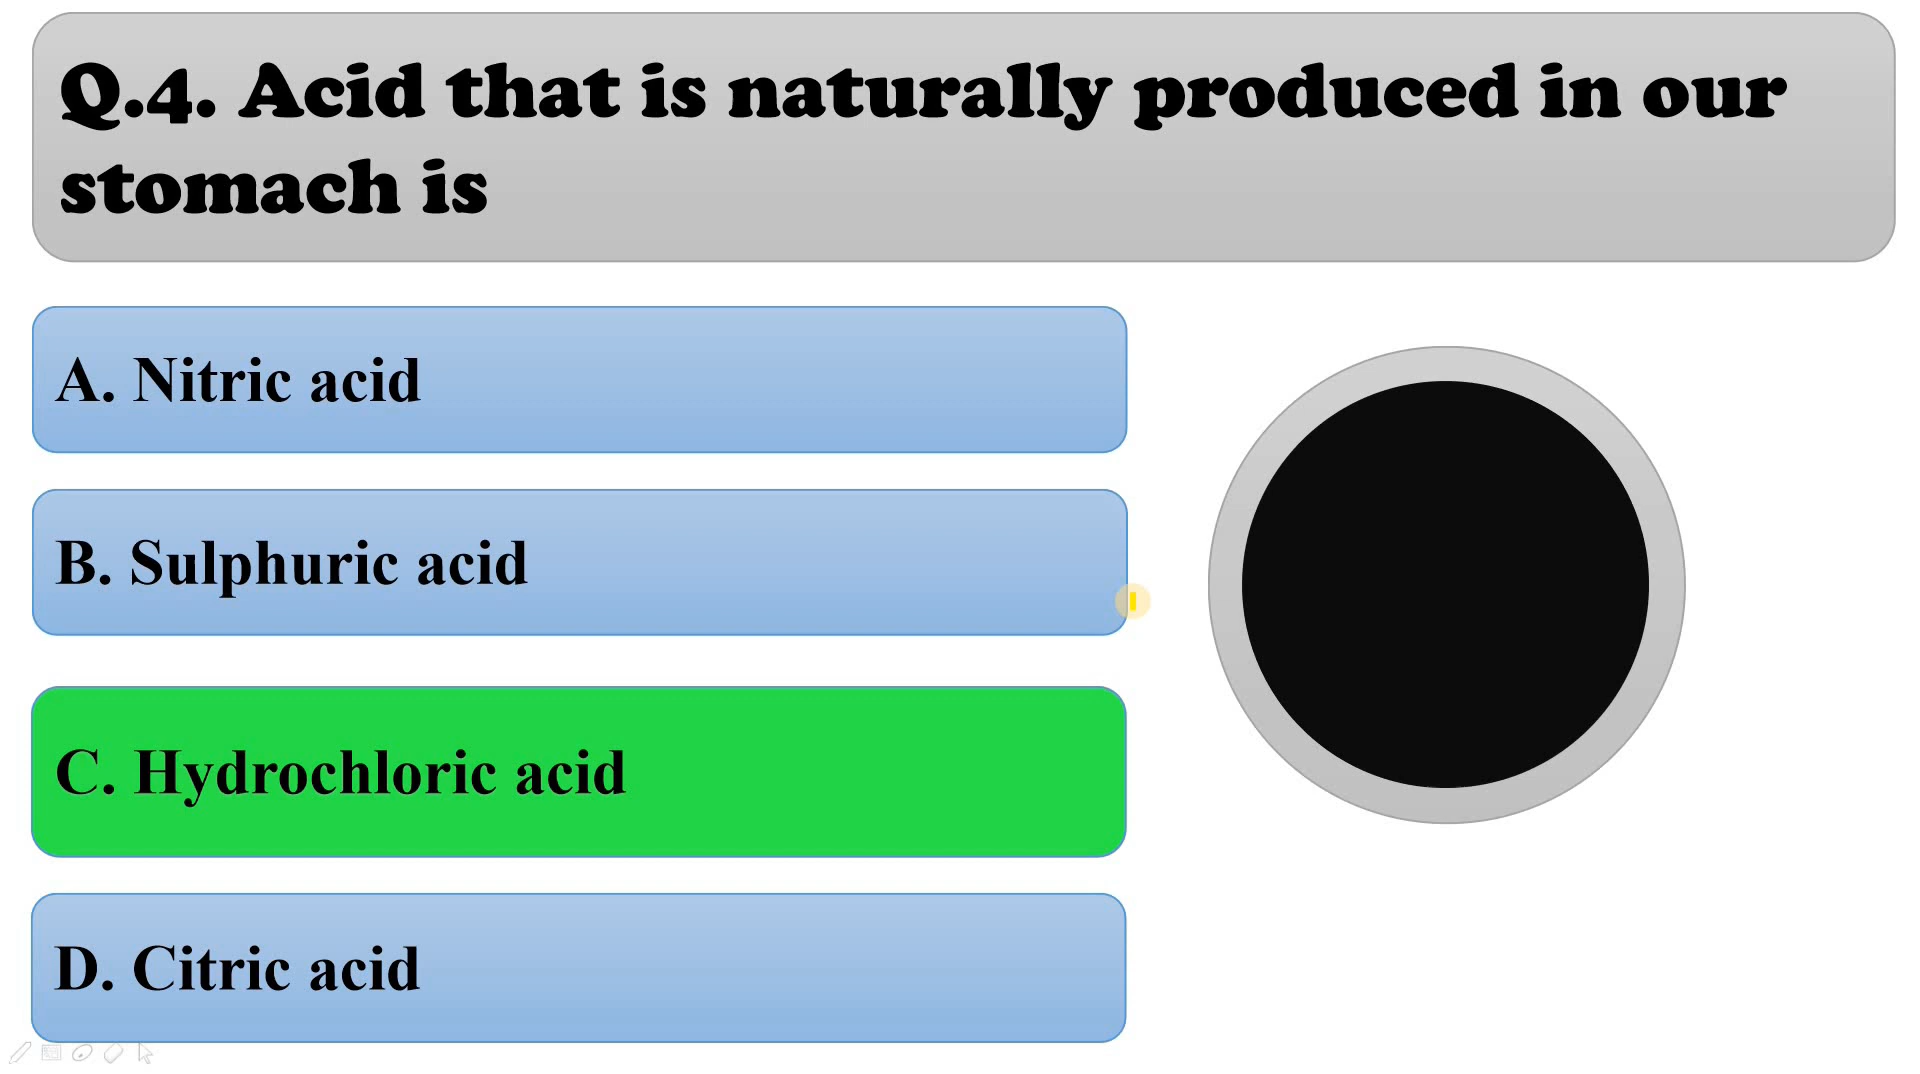 Q.4. Acid that is naturally produced in our
stomach is
A. Nitric acid
B. Sulphuric acid
C. Hydrochloric acid
D. Citric acid